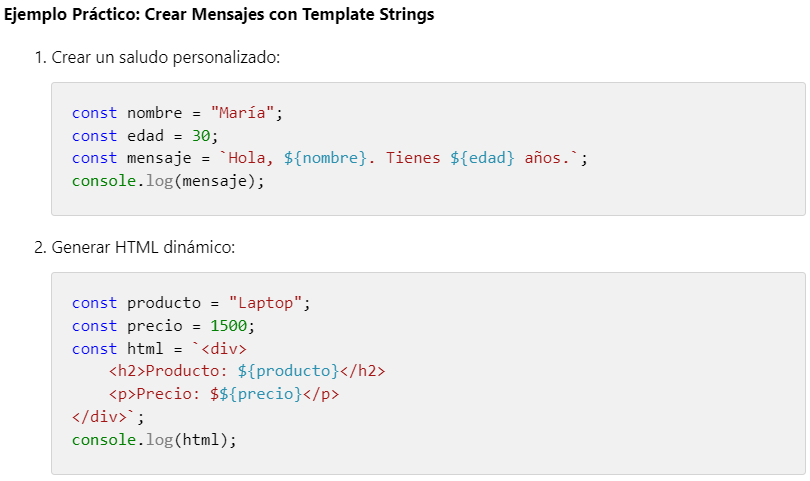 Ejemplo Práctico: Crear Mensajes con Template Strings
1. Crear un saludo personalizado:
const nombre = "María";
const edad = 30;
const mensaje = `Hola, ${nombre}. Tienes ${edad} años.`;
console.log(mensaje);
2. Generar HTML dinámico:
const producto = "Laptop";
const precio = 1500;
const html = `<div>
    <h2>Producto: ${producto}</h2>
    <p>Precio: $${precio}</p>
</div>`;
console.log(html);